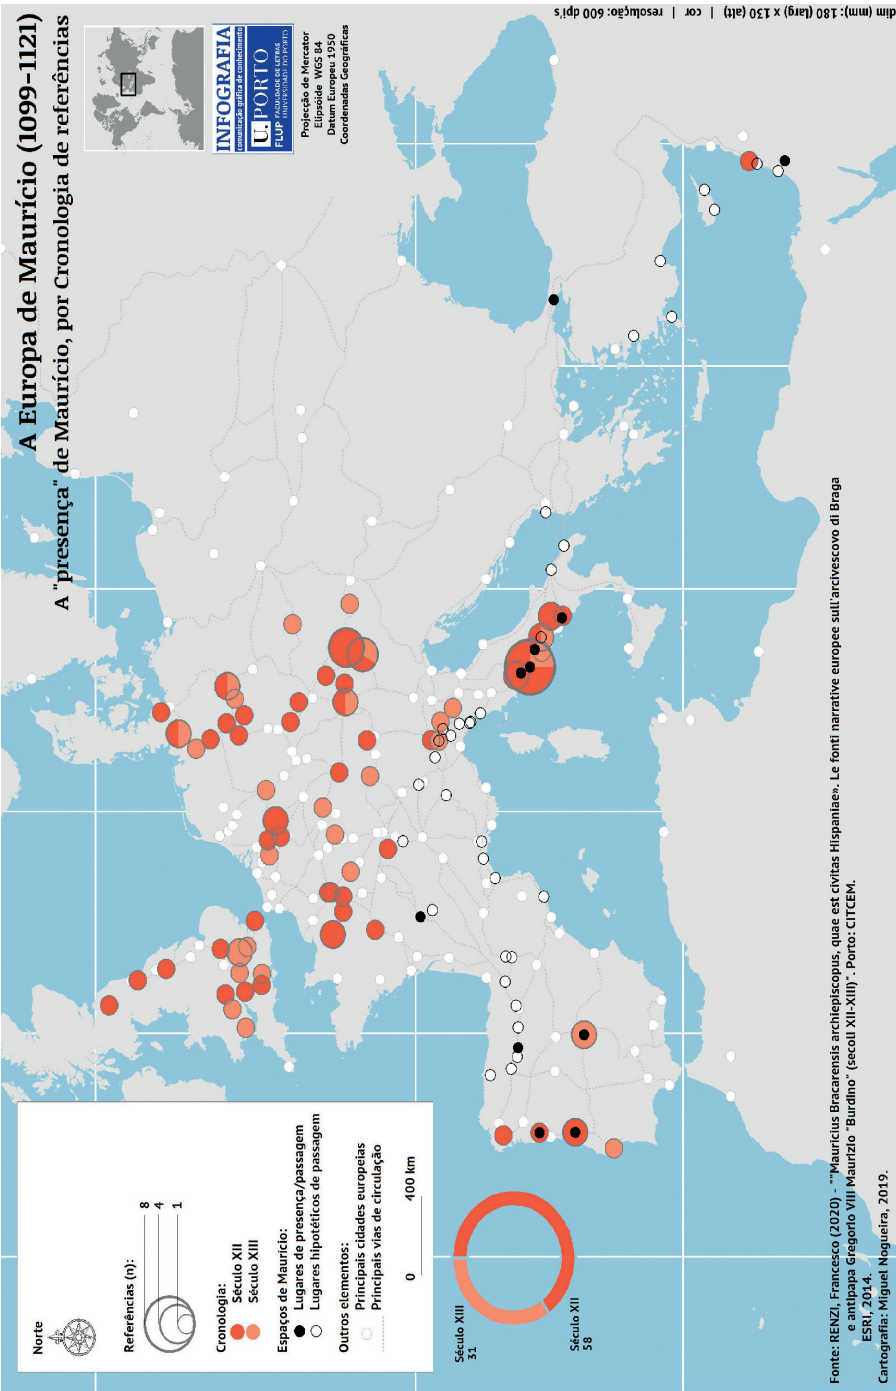 A Europa de Maurício (1099-1121)
A "presença" de Maurício, por Cronologia de referências
INFOGRAFIA
comunicação gráfica de conhecimento
U. PORTO
FLUP FACULDADE DE LETRAS
UNIVERSIDADE DO PORTO
Projecção de Mercator
Elipsóide WGS 84
Datum Europeu 1950
Coordenadas Geográficas
Norte
Referências (n):
8
4
1
Cronologia:
Século XII
Século XIII
Espaços de Maurício:
Lugares de presença/passagem
Lugares hipotéticos de passagem
Outros elementos:
Principais cidades europeias
Principais vias de circulação
0 400 km
Século XIII
31
Século XII
58
Fonte: RENZI, Francesco (2020) - ""Mauricius Bracarensis archiepiscopus, quae est civitas Hispaniae». Le fonti narrative europee sull'arcivescovo di Braga
e antipapa Gregorio VIII Maurizio "Burdino" (secoli XII-XIII)". Porto: CITCEM.
ESRI, 2014.
Cartografia: Miguel Nogueira, 2019.
dim (mm): 180 (larg) x 130 (alt) | cor | resolução: 600 dpi's